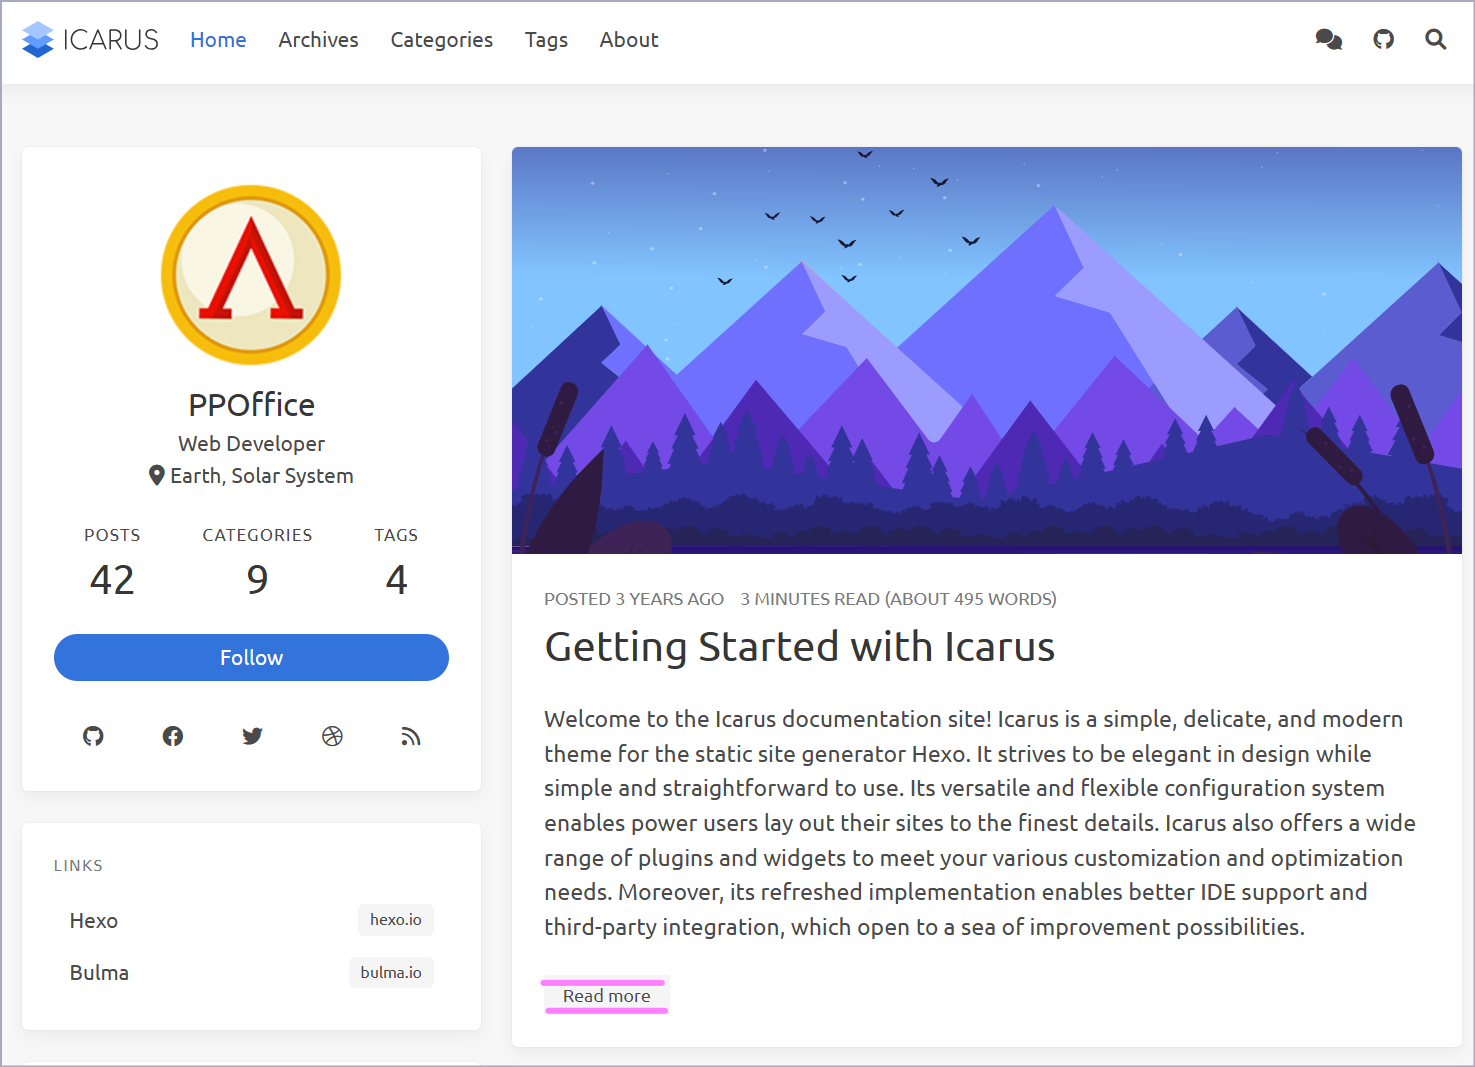 ICARUS Home Archives Categories Tags About
PPOffice
Web Developer
Earth, Solar System
POSTS CATEGORIES TAGS
42 9 4
Follow
LINKS
Hexo hexo.io
Bulma bulma.io
POSTED 3 YEARS AGO 3 MINUTES READ (ABOUT 495 WORDS)
Getting Started with Icarus
Welcome to the Icarus documentation site! Icarus is a simple, delicate, and modern
theme for the static site generator Hexo. It strives to be elegant in design while
simple and straightforward to use. Its versatile and flexible configuration system
enables power users lay out their sites to the finest details. Icarus also offers a wide
range of plugins and widgets to meet your various customization and optimization
needs. Moreover, its refreshed implementation enables better IDE support and
third-party integration, which open to a sea of improvement possibilities.
Read more